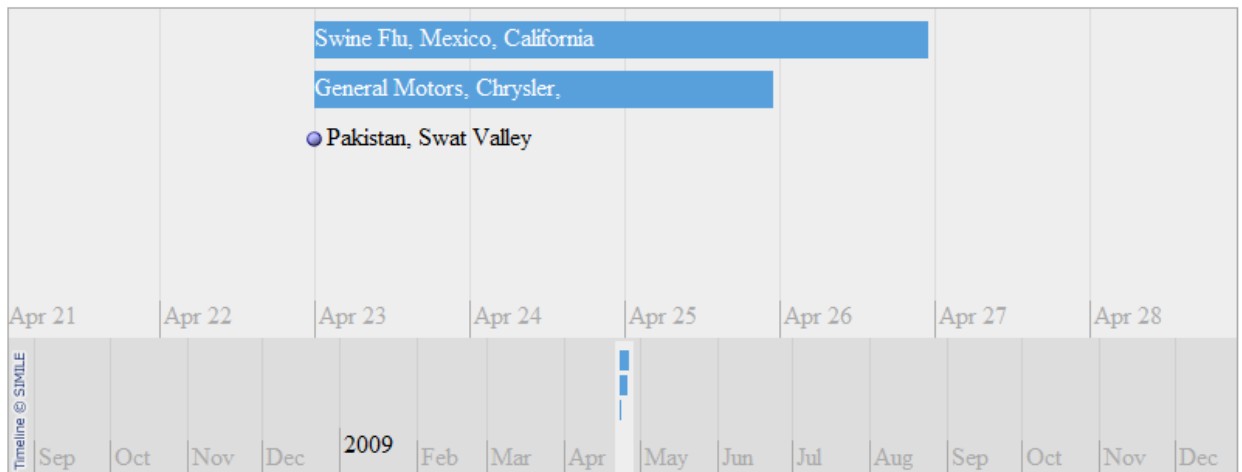 Swine Flu, Mexico, California
General Motors, Chrysler,
Pakistan, Swat Valley
Apr 21 Apr 22 Apr 23 Apr 24 Apr 25 Apr 26 Apr 27 Apr 28
Timeline © SIMILE
Sep Oct Nov Dec 2009 Feb Mar Apr May Jun Jul Aug Sep Oct Nov Dec